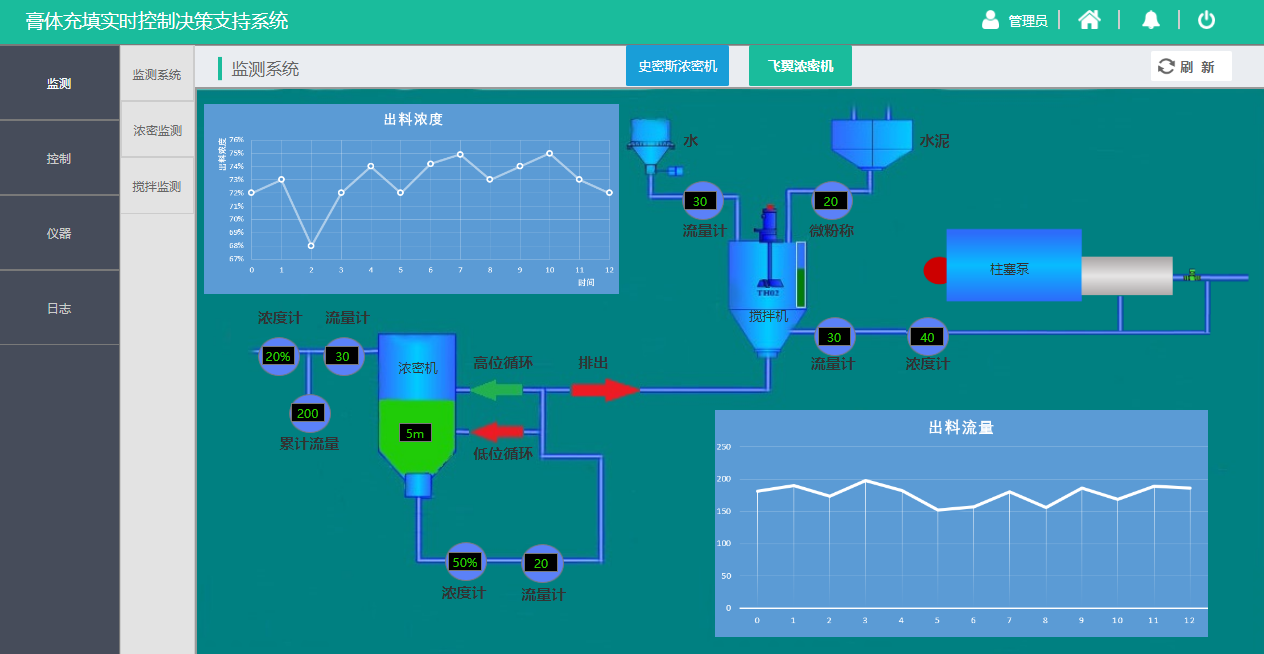 膏体充填实时控制决策支持系统
管理员
监测
控制
仪器
日志
监测系统
浓密监测
搅拌监测
监测系统
史密斯浓密机
飞翼浓密机
刷 新
出料浓度
出料浓度
76%
75%
74%
73%
72%
71%
70%
69%
68%
67%
0 1 2 3 4 5 6 7 8 9 10 11 12
时间
水
水泥
30
流量计
20
微粉称
TH02
搅拌机
柱塞泵
30
流量计
40
浓度计
浓度计
流量计
20%
30
200
累计流量
浓密机
5m
高位循环
排出
低位循环
50%
浓度计
20
流量计
出料流量
250
200
150
100
50
0
0 1 2 3 4 5 6 7 8 9 10 11 12